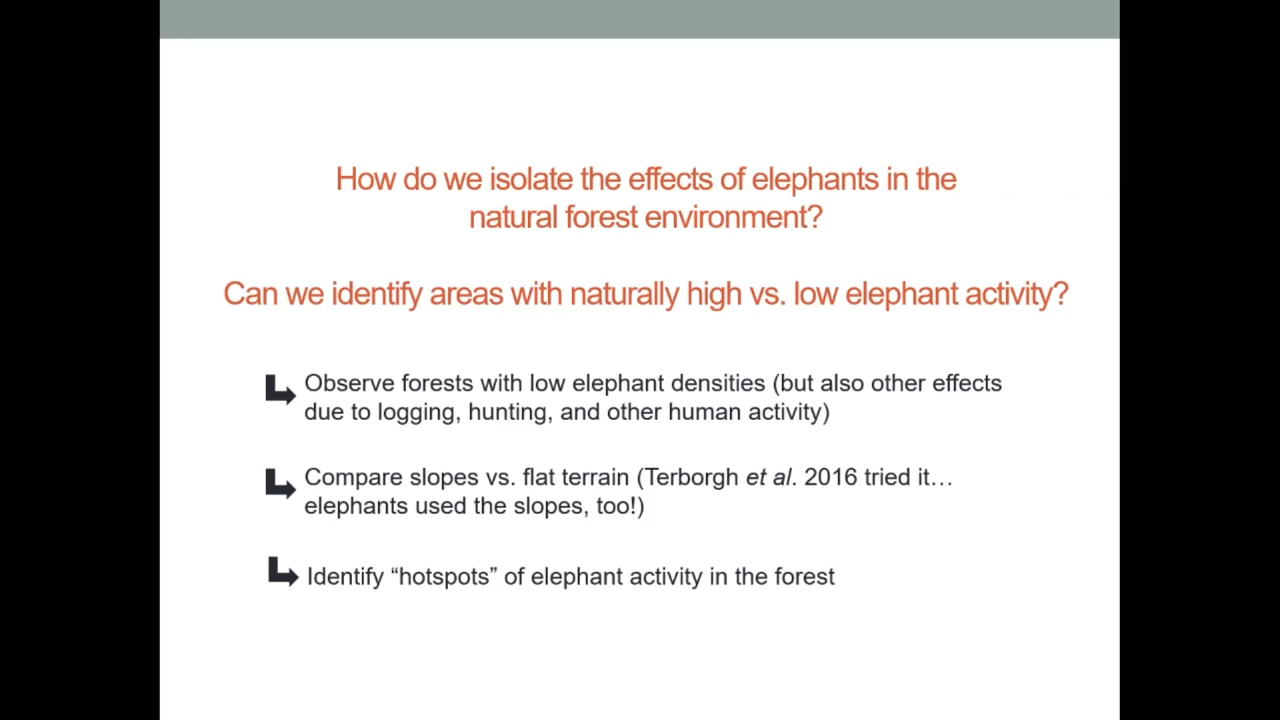 How do we isolate the effects of elephants in the
natural forest environment?
Can we identify areas with naturally high vs. low elephant activity?
Observe forests with low elephant densities (but also other effects
due to logging, hunting, and other human activity)
Compare slopes vs. flat terrain (Terborgh et al. 2016 tried it…
elephants used the slopes, too!)
Identify “hotspots” of elephant activity in the forest